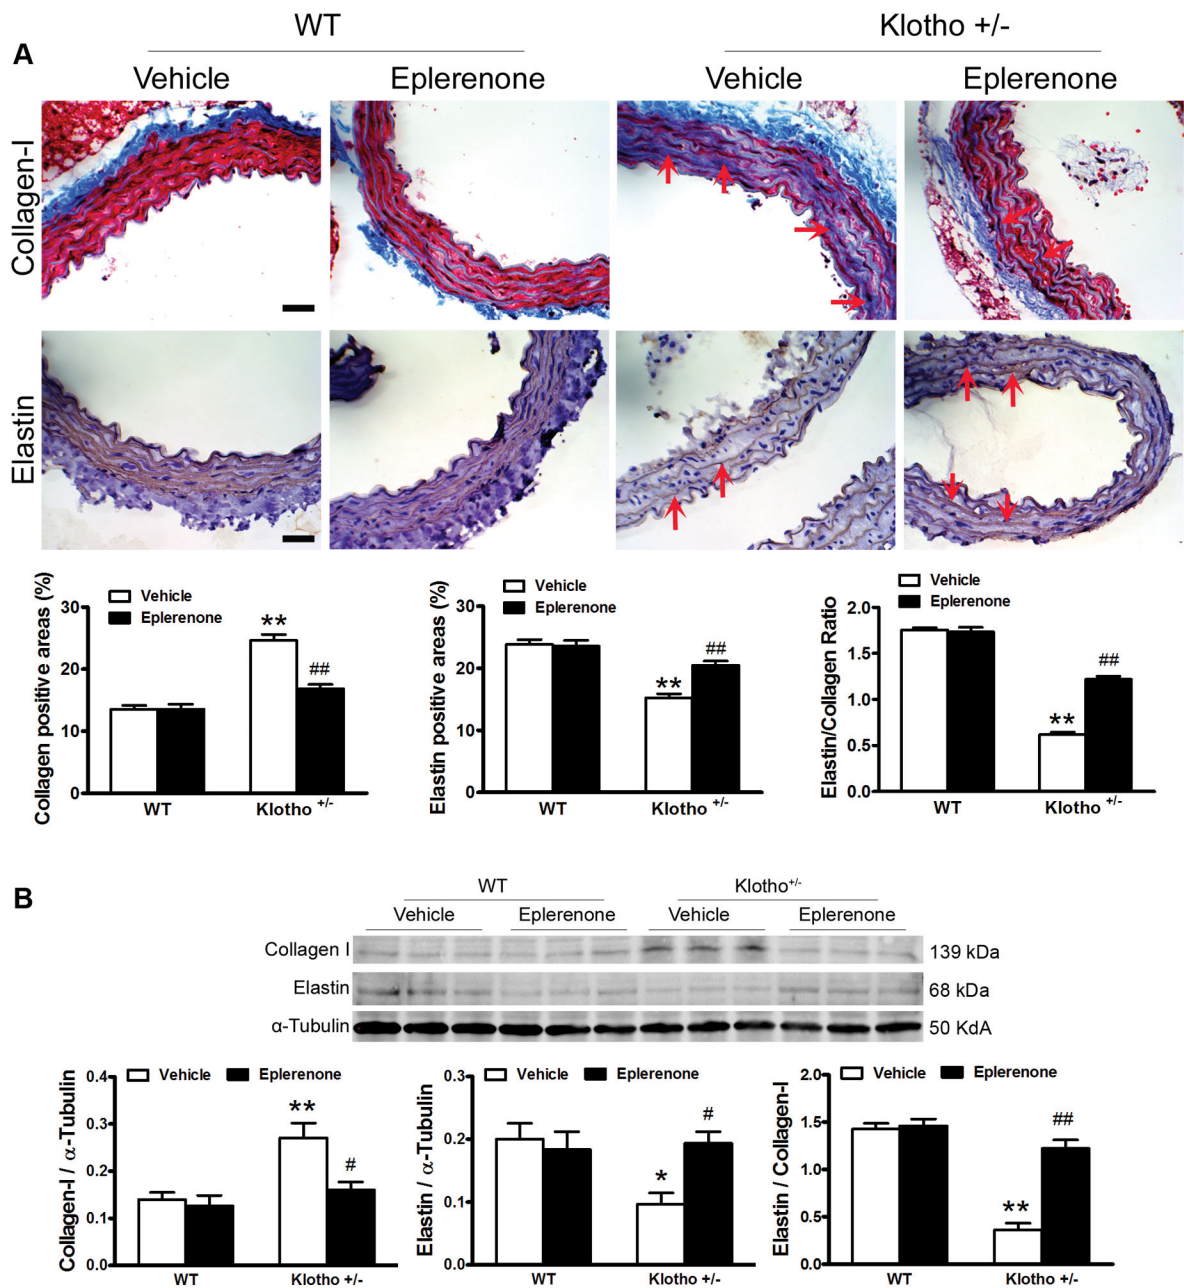 WT
Klotho +/-
A
Vehicle
Eplerenone
Vehicle
Eplerenone
Collagen-I
Elastin
Vehicle
Eplerenone
Collagen positive areas (%)
30
20
10
0
**
##
WT
Klotho +/-
Vehicle
Eplerenone
Elastin positive areas (%)
30
20
10
0
**
##
WT
Klotho +/-
Vehicle
Eplerenone
Elastin/Collagen Ratio
2.0
1.5
1.0
0.5
0.0
**
##
WT
Klotho +/-
B
WT
Klotho+/-
Vehicle
Eplerenone
Vehicle
Eplerenone
Collagen I
139 kDa
Elastin
68 kDa
α-Tubulin
50 KdA
Vehicle
Eplerenone
Collagen-I / α-Tubulin
0.4
0.3
0.2
0.1
0.0
**
#
WT
Klotho +/-
Vehicle
Eplerenone
Elastin / α-Tubulin
0.3
0.2
0.1
0.0
*
#
WT
Klotho +/-
Vehicle
Eplerenone
Elastin / Collagen-I
2.0
1.5
1.0
0.5
0.0
**
##
WT
Klotho +/-